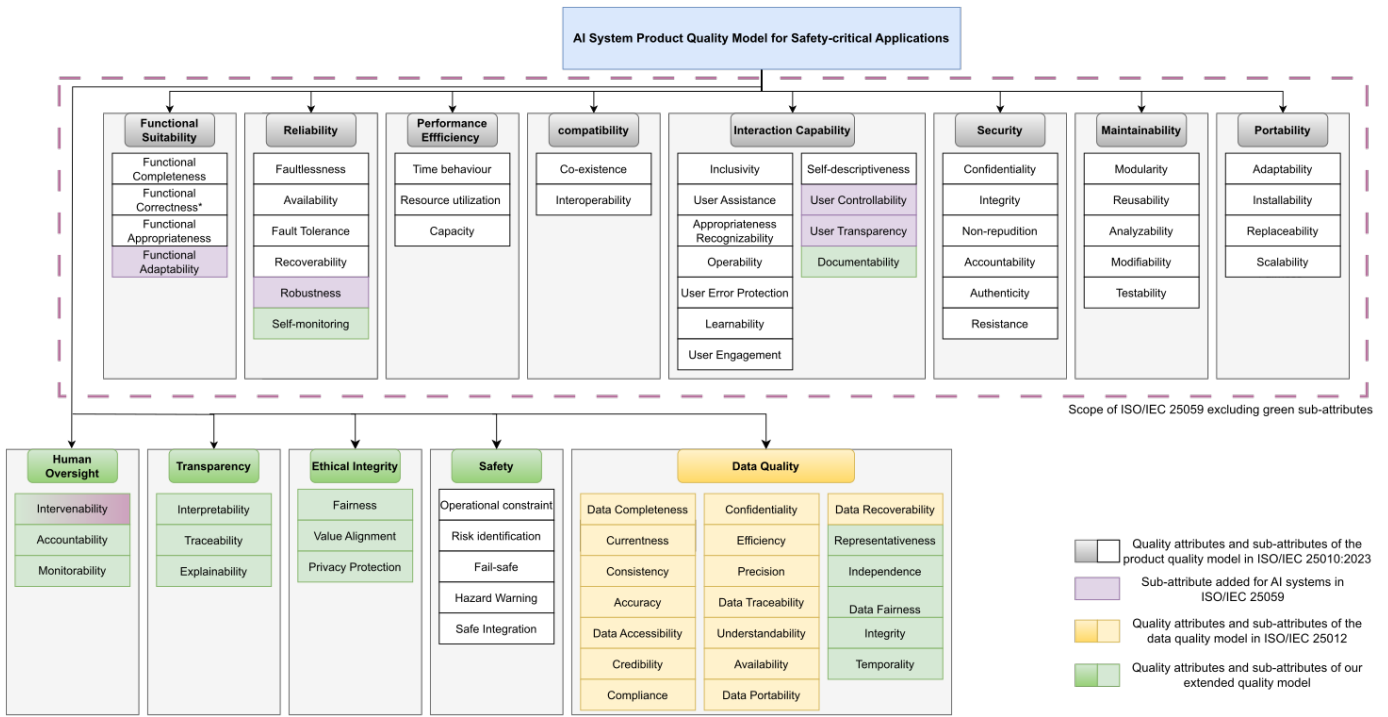 AI System Product Quality Model for Safety-critical Applications
Functional
Suitability
Functional
Completeness
Functional
Correctness*
Functional
Appropriateness
Functional
Adaptability
Reliability
Faultlessness
Availability
Fault Tolerance
Recoverability
Robustness
Self-monitoring
Performance
Effficiency
Time behaviour
Resource utilization
Capacity
compatibility
Co-existence
Interoperability
Interaction Capability
Inclusivity
User Assistance
Appropriateness
Recognizability
Operability
User Error Protection
Learnability
User Engagement
Self-descriptiveness
User Controllability
User Transparency
Documentability
Security
Confidentiality
Integrity
Non-repudition
Accountability
Authenticity
Resistance
Maintainability
Modularity
Reusability
Analyzability
Modifiability
Testability
Portability
Adaptability
Installability
Replaceability
Scalability
Scope of ISO/IEC 25059 excluding green sub-attributes
Human
Oversight
Intervenability
Accountability
Monitorability
Transparency
Interpretability
Traceability
Explainability
Ethical Integrity
Fairness
Value Alignment
Privacy Protection
Safety
Operational constraint
Risk identification
Fail-safe
Hazard Warning
Safe Integration
Data Quality
Data Completeness
Currentness
Consistency
Accuracy
Data Accessibility
Credibility
Compliance
Confidentiality
Efficiency
Precision
Data Traceability
Understandability
Availability
Data Portability
Data Recoverability
Representativeness
Independence
Data Fairness
Integrity
Temporality
Quality attributes and sub-attributes of the
product quality model in ISO/IEC 25010:2023
Sub-attribute added for AI systems in
ISO/IEC 25059
Quality attributes and sub-attributes of the
data quality model in ISO/IEC 25012
Quality attributes and sub-attributes of our
extended quality model